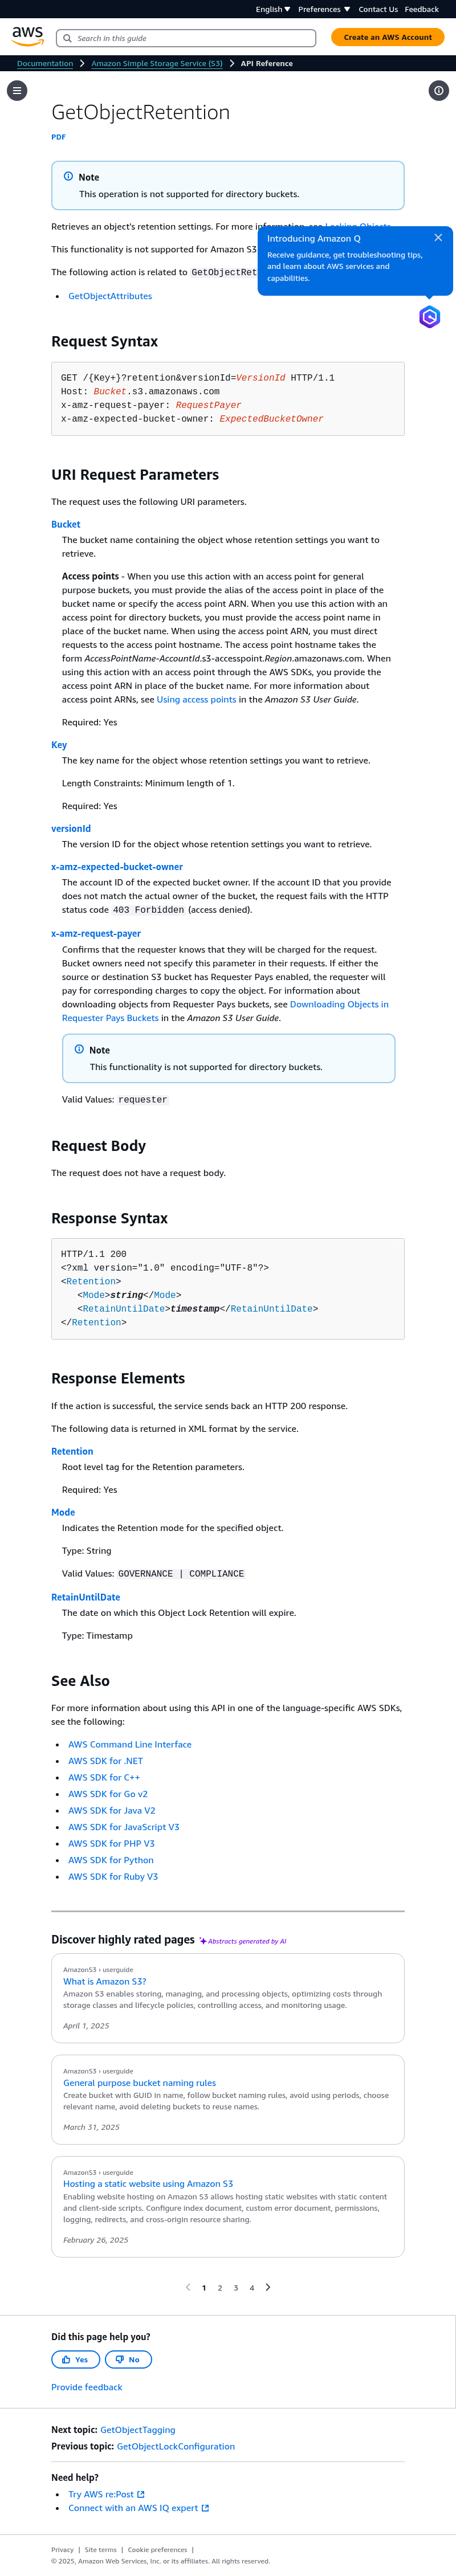 English Preferences Contact Us Feedback
aws
Search in this guide
Create an AWS Account
Documentation > Amazon Simple Storage Service (S3) > API Reference
GetObjectRetention
PDF
Note
This operation is not supported for directory buckets.
Retrieves an object's retention settings. For more information, see Locking Objects.
This functionality is not supported for Amazon S3
The following action is related to GetObjectRet
• GetObjectAttributes
Introducing Amazon Q
Receive guidance, get troubleshooting tips,
and learn about AWS services and
capabilities.
Request Syntax
GET /{Key+}?retention&versionId=VersionId HTTP/1.1
Host: Bucket.s3.amazonaws.com
x-amz-request-payer: RequestPayer
x-amz-expected-bucket-owner: ExpectedBucketOwner
URI Request Parameters
The request uses the following URI parameters.
Bucket
The bucket name containing the object whose retention settings you want to
retrieve.
Access points - When you use this action with an access point for general
purpose buckets, you must provide the alias of the access point in place of the
bucket name or specify the access point ARN. When you use this action with an
access point for directory buckets, you must provide the access point name in
place of the bucket name. When using the access point ARN, you must direct
requests to the access point hostname. The access point hostname takes the
form AccessPointName-AccountId.s3-accesspoint.Region.amazonaws.com. When
using this action with an access point through the AWS SDKs, you provide the
access point ARN in place of the bucket name. For more information about
access point ARNs, see Using access points in the Amazon S3 User Guide.
Required: Yes
Key
The key name for the object whose retention settings you want to retrieve.
Length Constraints: Minimum length of 1.
Required: Yes
versionId
The version ID for the object whose retention settings you want to retrieve.
x-amz-expected-bucket-owner
The account ID of the expected bucket owner. If the account ID that you provide
does not match the actual owner of the bucket, the request fails with the HTTP
status code 403 Forbidden (access denied).
x-amz-request-payer
Confirms that the requester knows that they will be charged for the request.
Bucket owners need not specify this parameter in their requests. If either the
source or destination S3 bucket has Requester Pays enabled, the requester will
pay for corresponding charges to copy the object. For information about
downloading objects from Requester Pays buckets, see Downloading Objects in
Requester Pays Buckets in the Amazon S3 User Guide.
Note
This functionality is not supported for directory buckets.
Valid Values: requester
Request Body
The request does not have a request body.
Response Syntax
HTTP/1.1 200
<?xml version="1.0" encoding="UTF-8"?>
<Retention>
<Mode>string</Mode>
<RetainUntilDate>timestamp</RetainUntilDate>
</Retention>
Response Elements
If the action is successful, the service sends back an HTTP 200 response.
The following data is returned in XML format by the service.
Retention
Root level tag for the Retention parameters.
Required: Yes
Mode
Indicates the Retention mode for the specified object.
Type: String
Valid Values: GOVERNANCE | COMPLIANCE
RetainUntilDate
The date on which this Object Lock Retention will expire.
Type: Timestamp
See Also
For more information about using this API in one of the language-specific AWS SDKs,
see the following:
• AWS Command Line Interface
• AWS SDK for .NET
• AWS SDK for C++
• AWS SDK for Go v2
• AWS SDK for Java V2
• AWS SDK for JavaScript V3
• AWS SDK for PHP V3
• AWS SDK for Python
• AWS SDK for Ruby V3
Discover highly rated pages Abstracts generated by AI
AmazonS3 › userguide
What is Amazon S3?
Amazon S3 enables storing, managing, and processing objects, optimizing costs through
storage classes and lifecycle policies, controlling access, and monitoring usage.
April 1, 2025
AmazonS3 › userguide
General purpose bucket naming rules
Create bucket with GUID in name, follow bucket naming rules, avoid using periods, choose
relevant name, avoid deleting buckets to reuse names.
March 31, 2025
AmazonS3 › userguide
Hosting a static website using Amazon S3
Enabling website hosting on Amazon S3 allows hosting static websites with static content
and client-side scripts. Configure index document, custom error document, permissions,
logging, redirects, and cross-origin resource sharing.
February 26, 2025
1 2 3 4
Did this page help you?
Yes No
Provide feedback
Next topic: GetObjectTagging
Previous topic: GetObjectLockConfiguration
Need help?
• Try AWS re:Post
• Connect with an AWS IQ expert
Privacy | Site terms | Cookie preferences |
© 2025, Amazon Web Services, Inc. or its affiliates. All rights reserved.